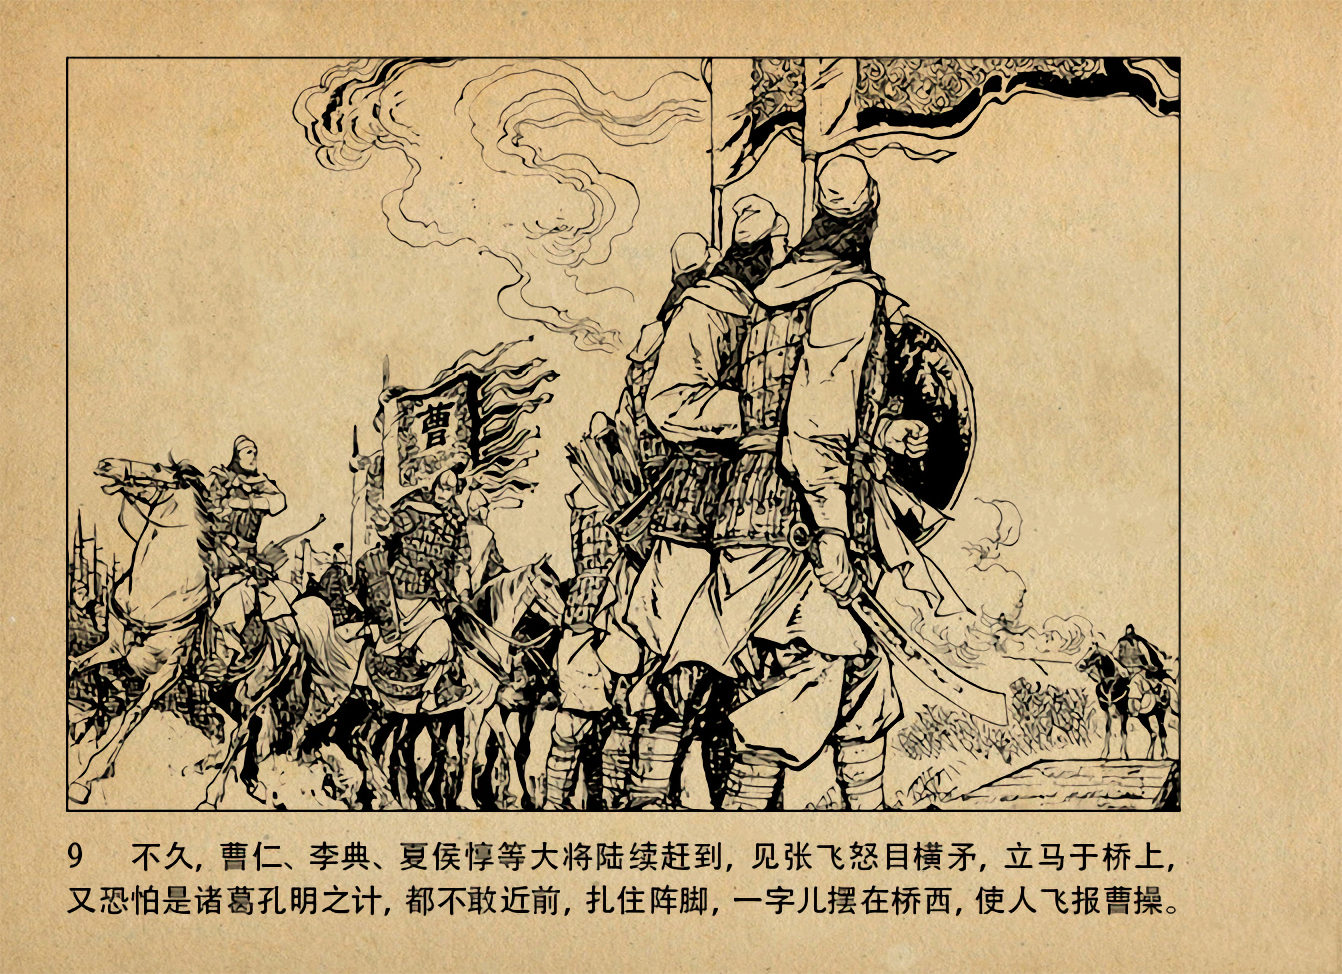 曹
9 不久，曹仁、李典、夏侯惇等大将陆续赶到，见张飞怒目横矛，立马于桥上，
又恐怕是诸葛孔明之计，都不敢近前，扎住阵脚，一字儿摆在桥西，使人飞报曹操。